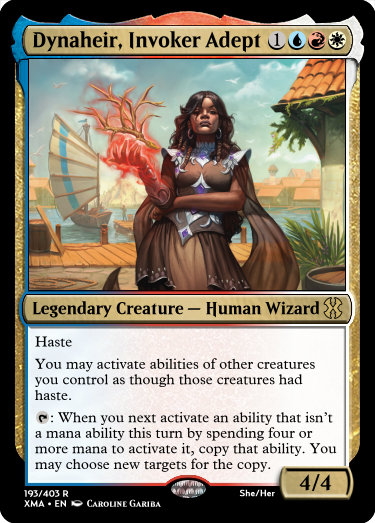 Dynaheir, Invoker Adept 1
Legendary Creature — Human Wizard
Haste
You may activate abilities of other creatures
you control as though those creatures had
haste.
: When you next activate an ability that isn't
a mana ability this turn by spending four or
more mana to activate it, copy that ability. You
may choose new targets for the copy.
4/4
193/403 R She/Her
XMA • EN Caroline Gariba